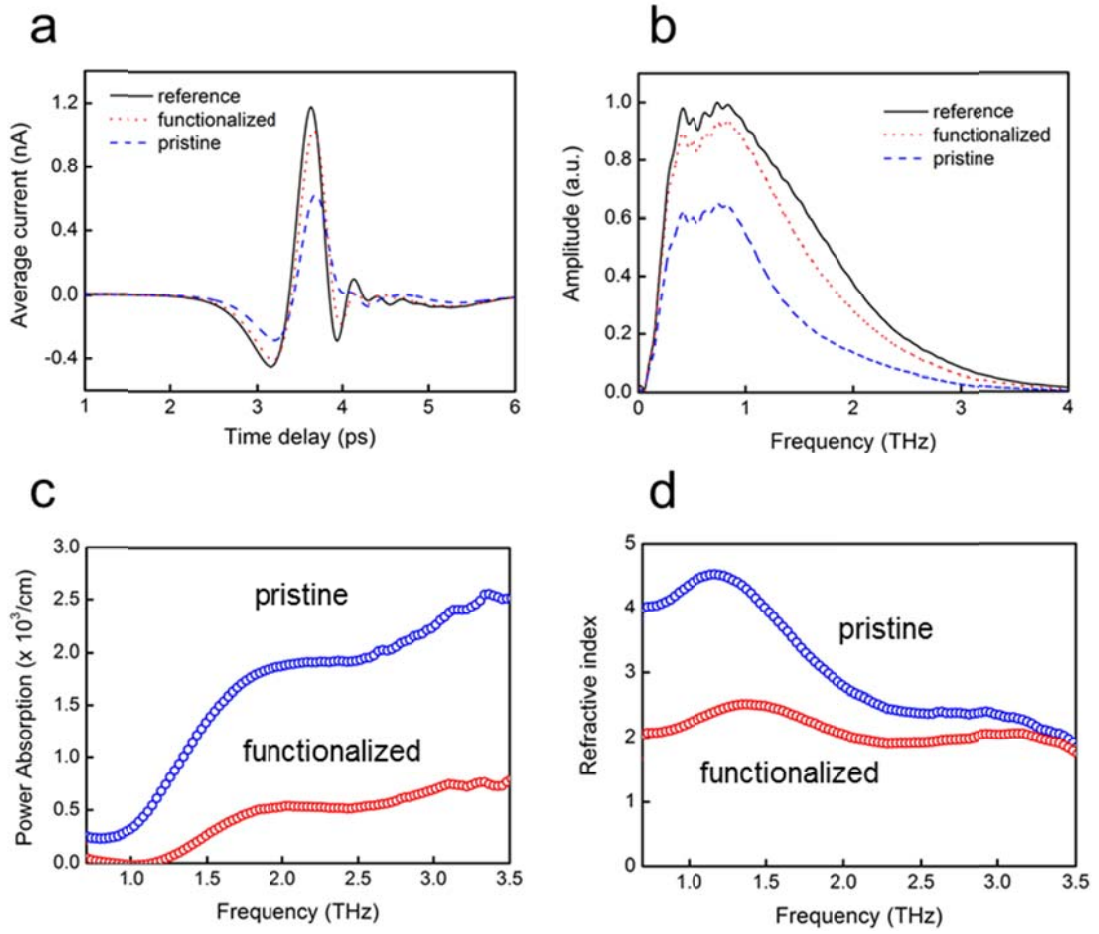 a
reference
functionalized
pristine
1.2
0.8
0.4
0.0
-0.4
Average current (nA)
1 2 3 4 5 6
Time delay (ps)
b
reference
functionalized
pristine
1.0
0.8
0.6
0.4
0.2
0.0
Amplitude (a.u.)
0 1 2 3 4
Frequency (THz)
c
pristine
functionalized
3.0
2.5
2.0
1.5
1.0
0.5
0.0
Power Absorption (x 10³/cm)
1.0 1.5 2.0 2.5 3.0 3.5
Frequency (THz)
d
pristine
functionalized
5
4
3
2
1
0
Refractive index
1.0 1.5 2.0 2.5 3.0 3.5
Frequency (THz)